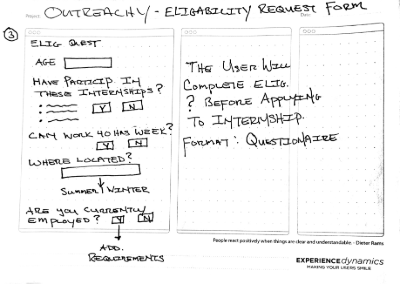 Project: OUTREACHY - ELIGABILITY REQUEST FORM Date:
3
ELIG QUEST
AGE
HAVE PARTICIP IN
THESE INTERNSHIPS?
Y N
CAN WORK 40 HRS WEEK?
Y N
WHERE LOCATED?
SUMMER/WINTER
ARE YOU CURRENTLY
EMPLOYED? Y N
ADD.
REQUIREMENTS
THE USER WILL
COMPLETE ELIG.
? BEFORE APPLYING
TO INTERNSHIP.
FORMAT: QUESTIONAIRE
People react positively when things are clear and understandable. - Dieter Rams
EXPERIENCEdynamics
MAKING YOUR USERS SMILE